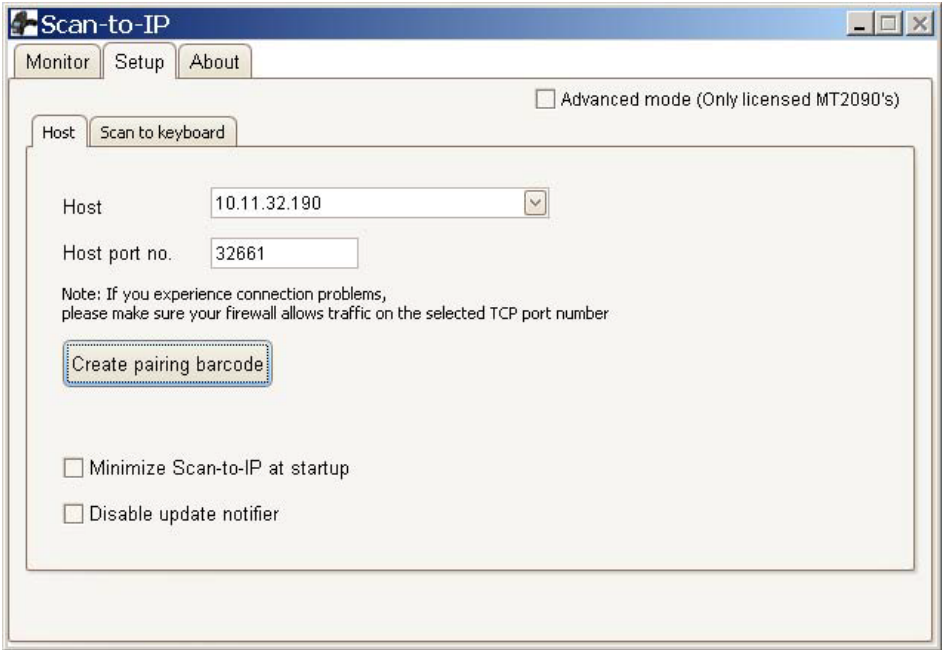 Scan-to-IP
Monitor Setup About
Advanced mode (Only licensed MT2090's)
Host Scan to keyboard
Host 10.11.32.190
Host port no. 32661
Note: If you experience connection problems,
please make sure your firewall allows traffic on the selected TCP port number
Create pairing barcode
Minimize Scan-to-IP at startup
Disable update notifier